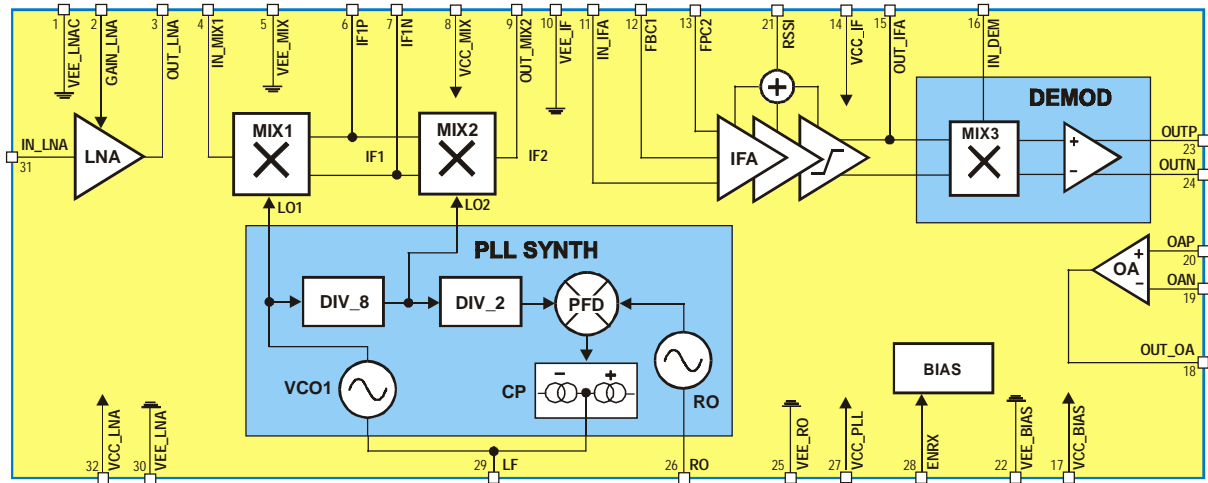 1 VEE_LNAC
2 GAIN_LNA
3 OUT_LNA
4 IN_MIX1
5 VEE_MIX
6 IF1P
7 IF1N
8 VCC_MIX
9 OUT_MIX2
10 VEE_IF
11 IN_IFA
12 FBC1
13 FPC2
21 RSSI
14 VCC_IF
15 OUT_IFA
16 IN_DEM
IN_LNA
31
LNA
MIX1
IF1
MIX2
IF2
LO1
LO2
+
IFA
DEMOD
MIX3
+
−
OUTP
23
OUTN
24
PLL SYNTH
DIV_8
DIV_2
PFD
VCO1
CP
− +
RO
OA
+
−
OAP
20
OAN
19
OUT_OA
18
BIAS
32 VCC_LNA
30 VEE_LNA
29 LF
26 RO
25 VEE_RO
27 VCC_PLL
28 ENRX
22 VEE_BIAS
17 VCC_BIAS